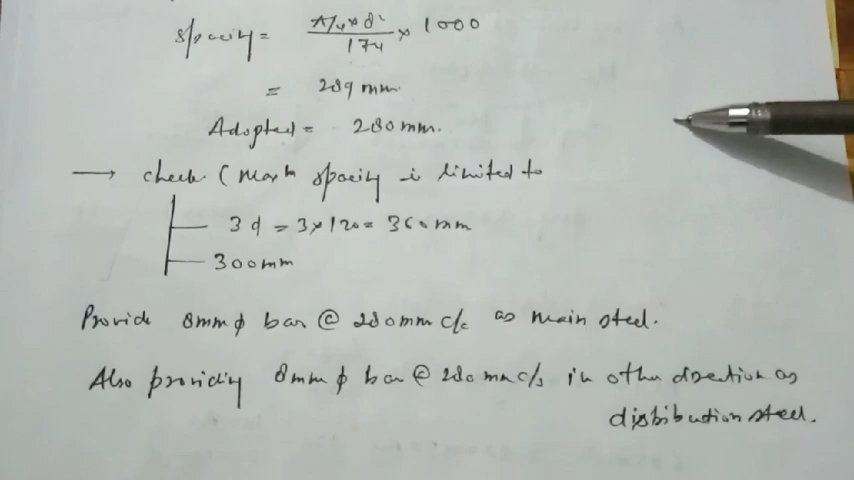 Spacing = π/4 × 8² / 174 × 1000
= 289 mm.
Adopted = 280 mm.
→ check (Maxm spacing is limited to
3d = 3×120 = 360 mm
300mm
Provide 8mm ϕ bar @ 280mm c/c as main steel.
Also providing 8mm ϕ bar @ 280 mm c/c in other direction as
distribution steel.